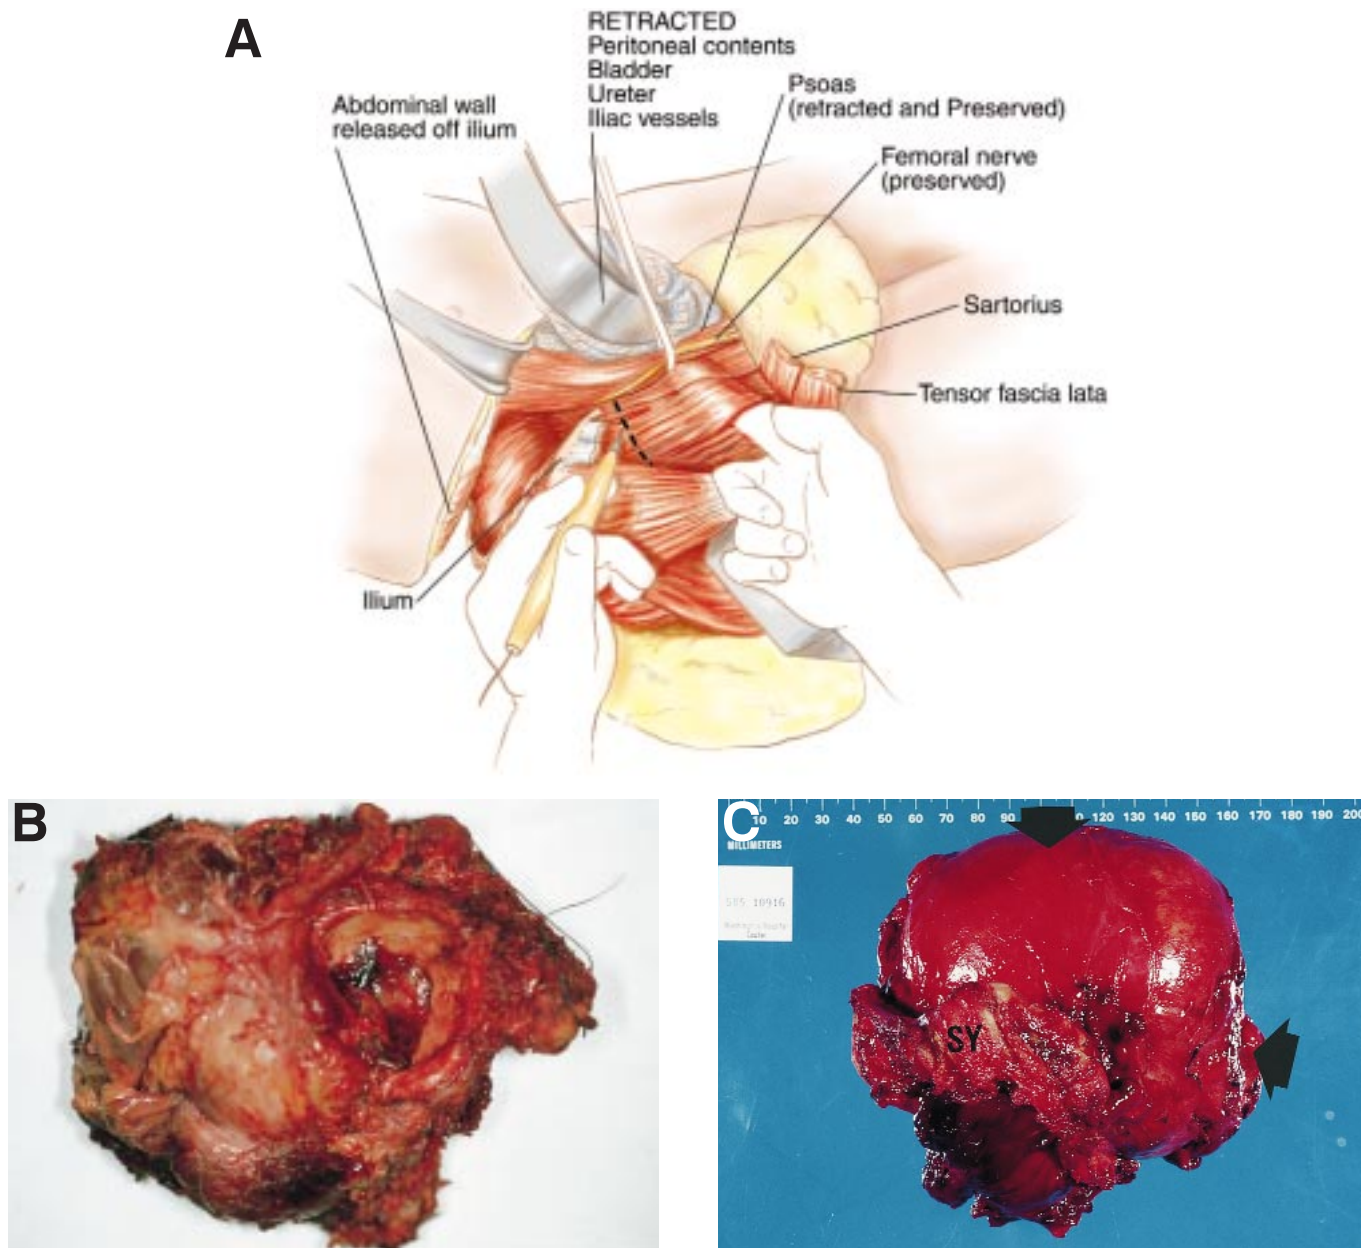 A
RETRACTED
Peritoneal contents
Bladder
Ureter
Iliac vessels
Psoas
(retracted and Preserved)
Abdominal wall
released off ilium
Femoral nerve
(preserved)
Sartorius
Tensor fascia lata
Ilium
B
C
10 20 30 40 50 60 70 80 90 120 130 140 150 160 170 180 190 200
MILLIMETERS
10916
SY